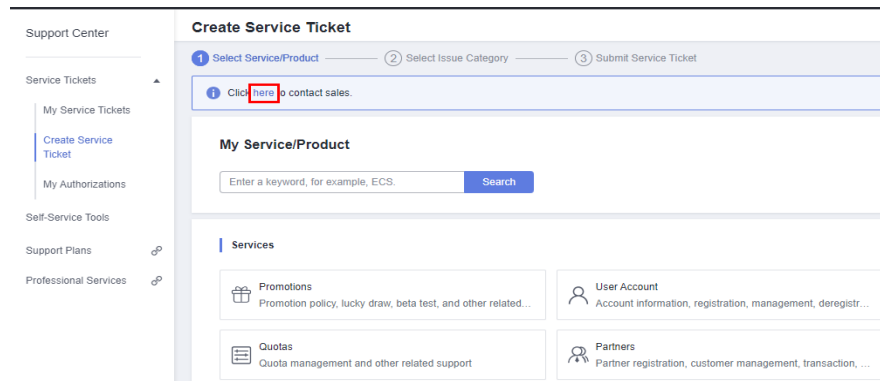 Support Center
Service Tickets
My Service Tickets
Create Service
Ticket
My Authorizations
Self-Service Tools
Support Plans
Professional Services
Create Service Ticket
1 Select Service/Product
2 Select Issue Category
3 Submit Service Ticket
Click here to contact sales.
My Service/Product
Enter a keyword, for example, ECS.
Search
Services
Promotions
Promotion policy, lucky draw, beta test, and other related...
User Account
Account information, registration, management, deregistr...
Quotas
Quota management and other related support
Partners
Partner registration, customer management, transaction, ...